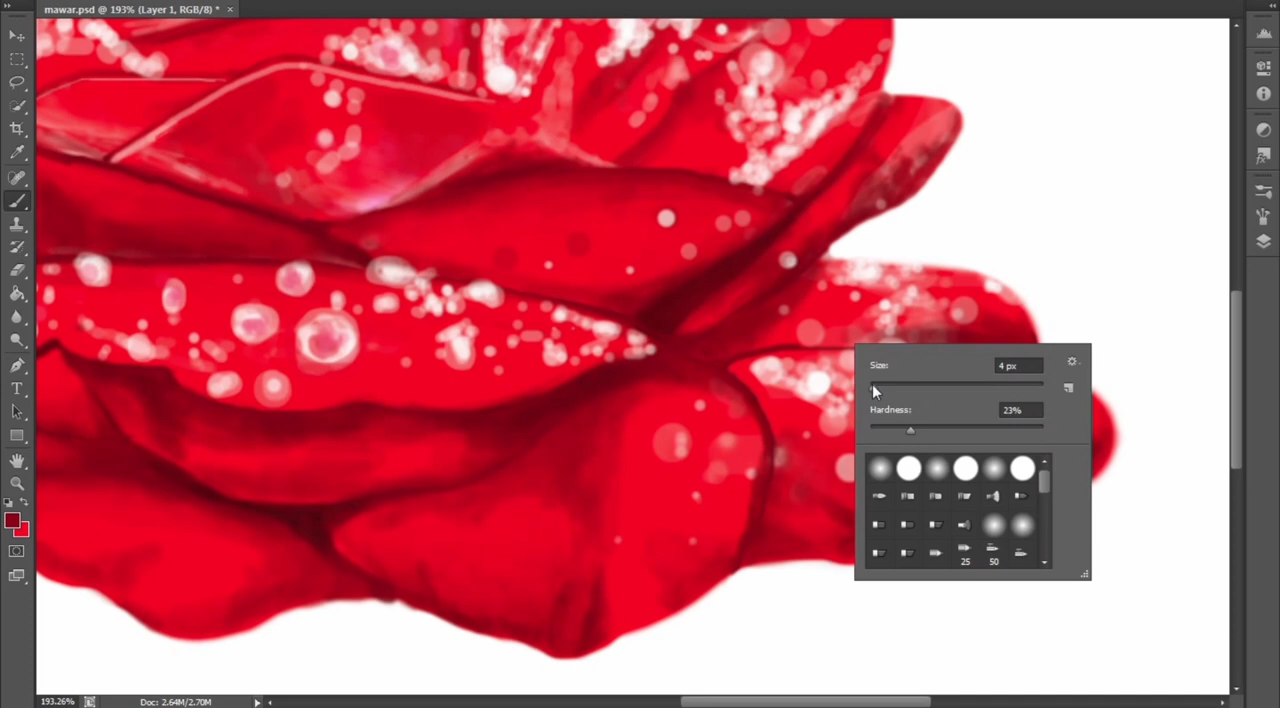 mawar.psd @ 193% (Layer 1, RGB/8) * ×
Size: 4 px
Hardness: 23%
25 50
193.26% Doc: 2.64M/2.70M